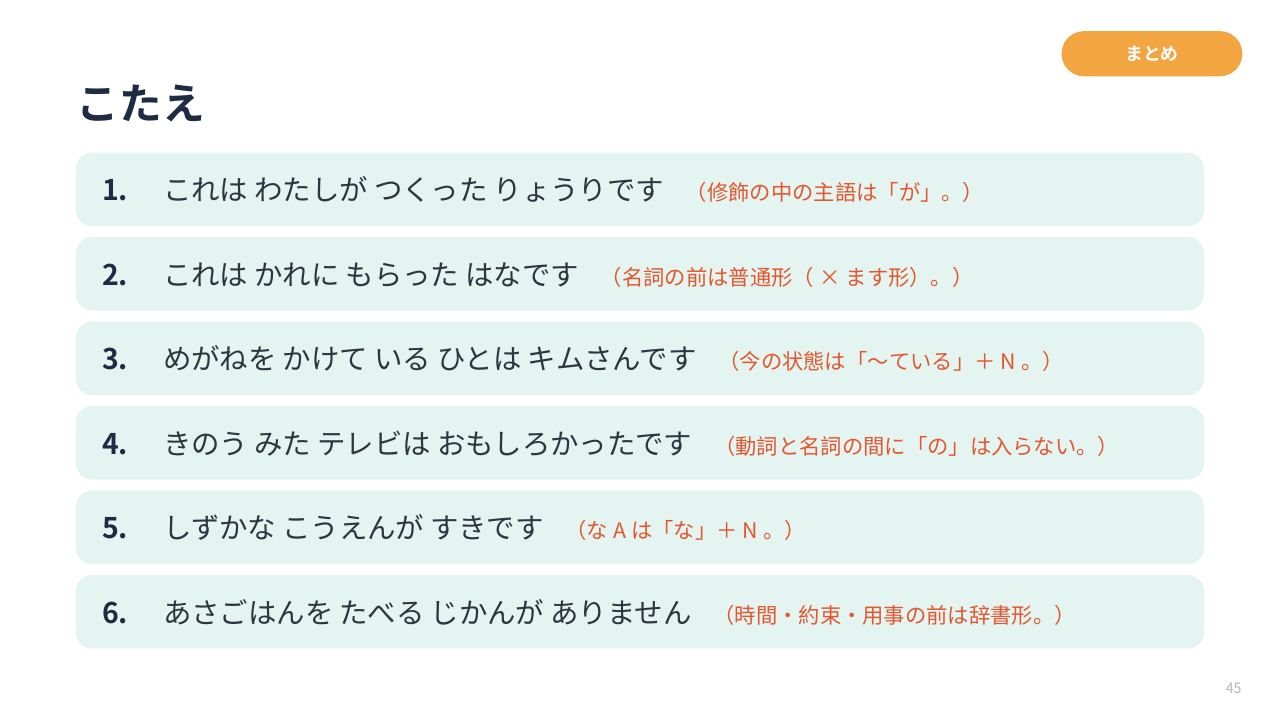 まとめ
こたえ
1. これは わたしが つくった りょうりです （修飾の中の主語は「が」。）
2. これは かれに もらった はなです （名詞の前は普通形（ × ます形）。）
3. めがねを かけて いる ひとは キムさんです （今の状態は「～ている」＋ N 。）
4. きのう みた テレビは おもしろかったです （動詞と名詞の間に「の」は入らない。）
5. しずかな こうえんが すきです （な A は「な」＋ N 。）
6. あさごはんを たべる じかんが ありません （時間・約束・用事の前は辞書形。）
45